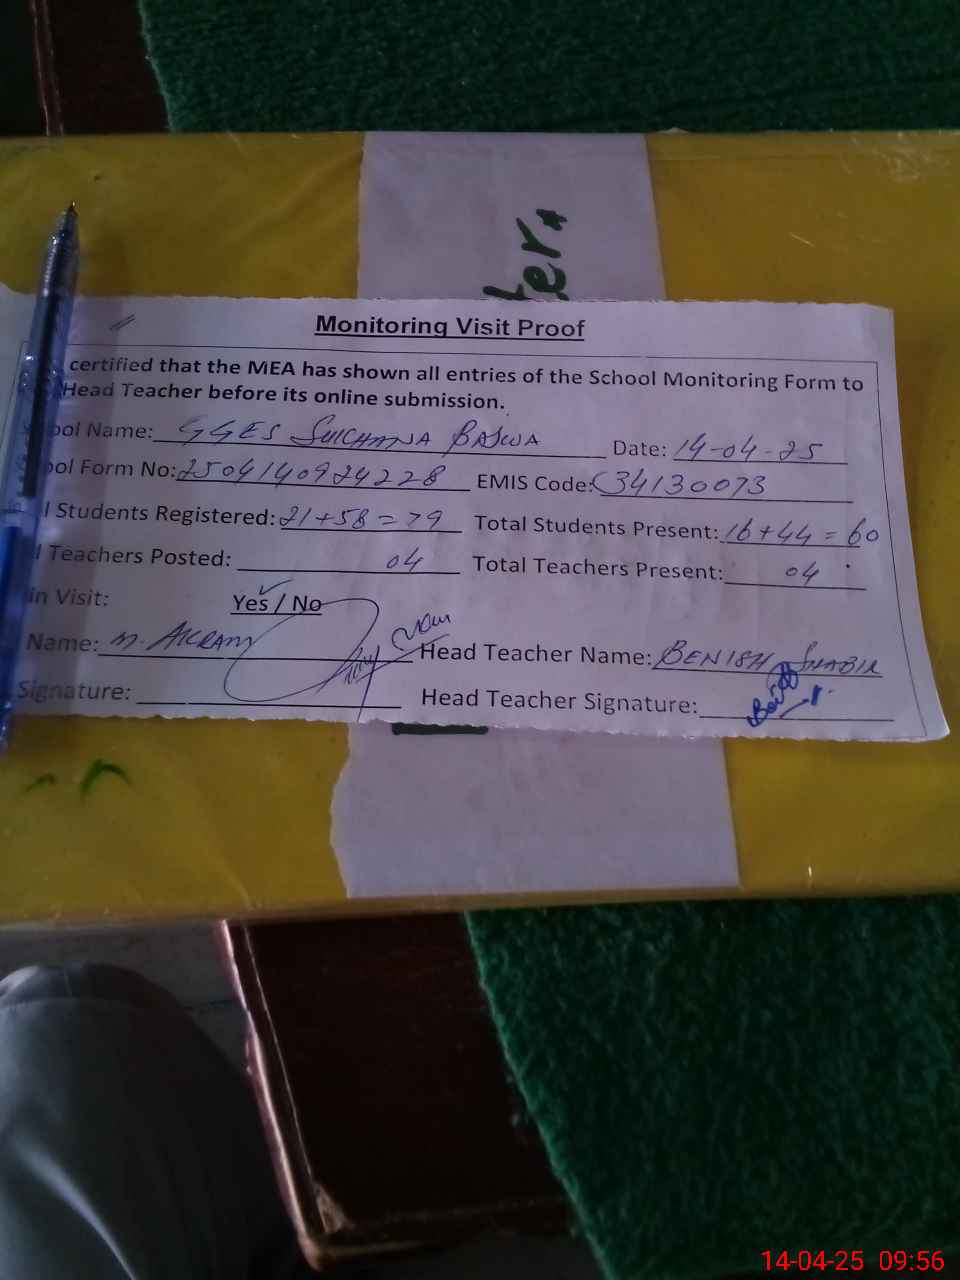 ter.
Monitoring Visit Proof
certified that the MEA has shown all entries of the School Monitoring Form to
Head Teacher before its online submission.
ool Name: GGES SUICHANA BASWA Date: 14-04-25
ool Form No: 2504140924228 EMIS Code: 34130073
l Students Registered: 21+58=79 Total Students Present: 16+44=60
l Teachers Posted: 04 Total Teachers Present: 04
in Visit: Yes / No
Name: M. AKRAM Head Teacher Name: BENISH SHABIR
Signature: Head Teacher Signature:
14-04-25 09:56